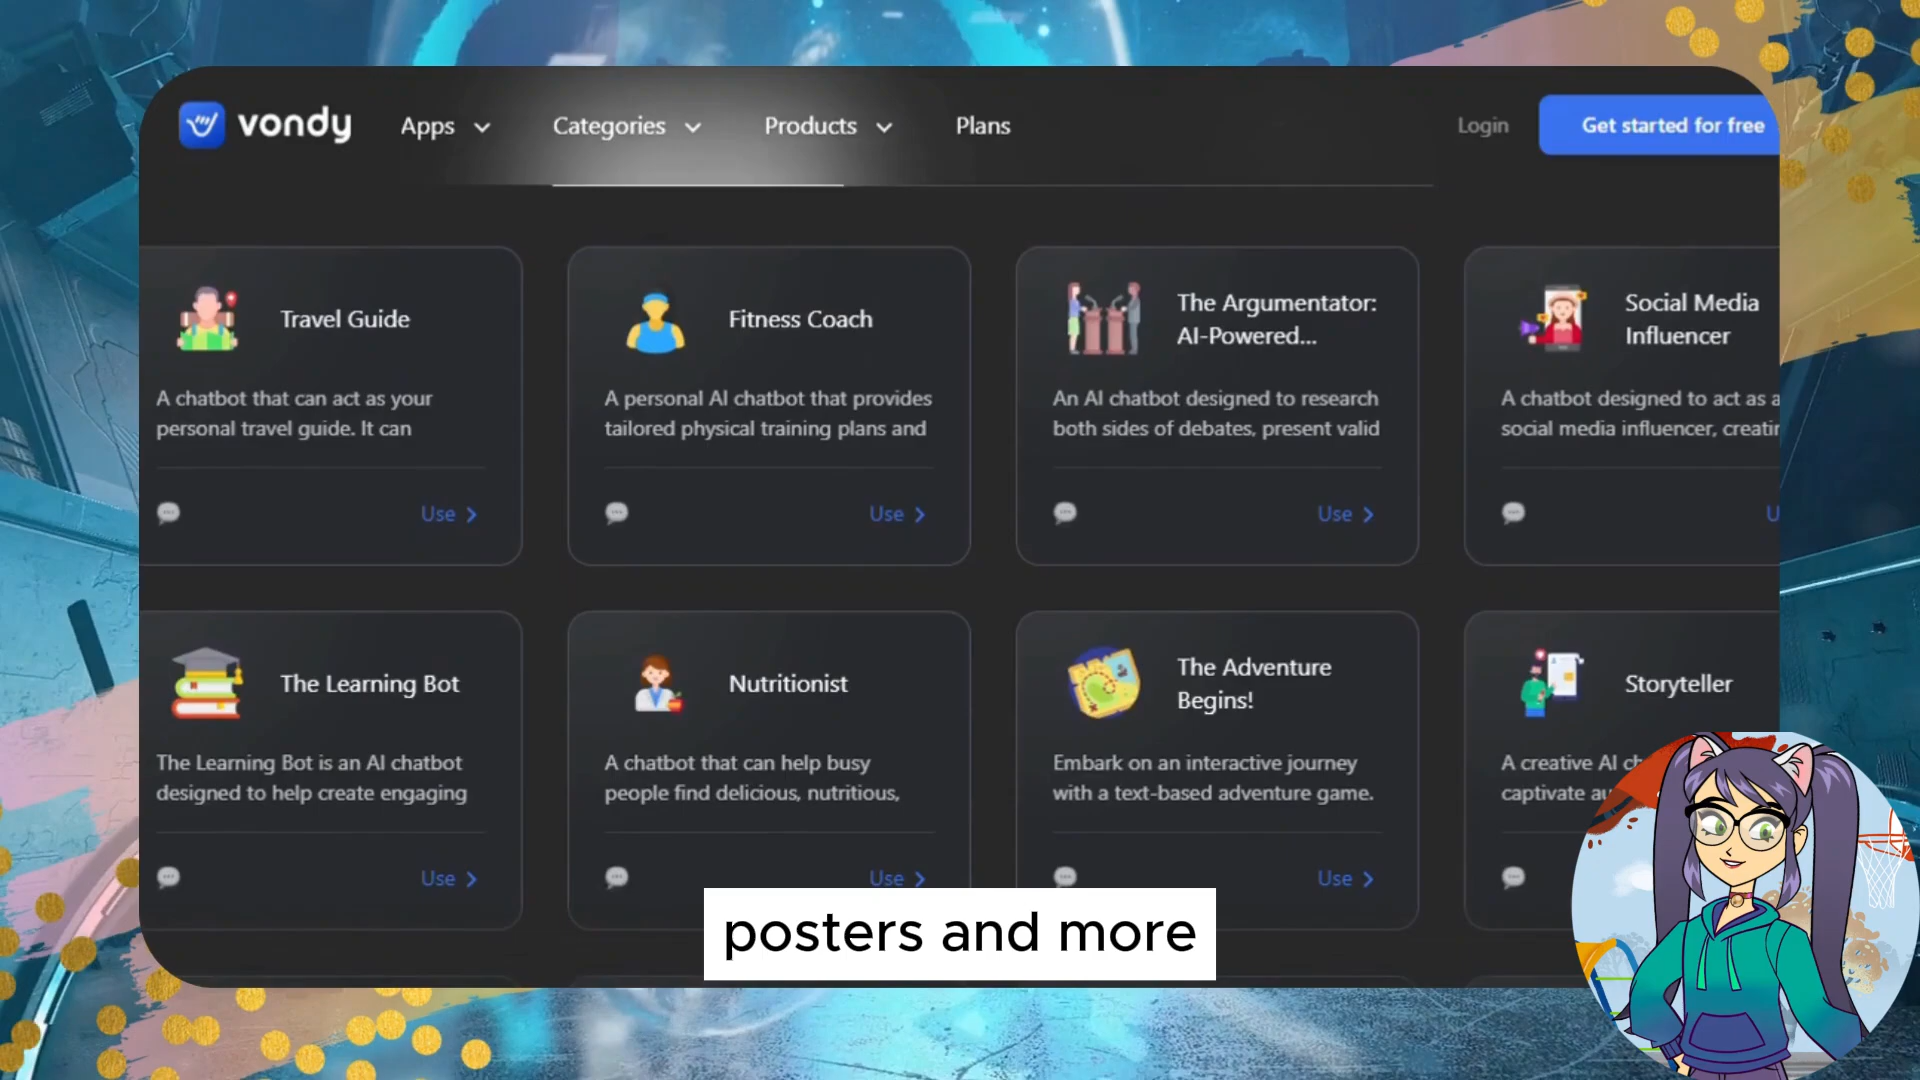 vondy Apps Categories Products Plans Login Get started for free
Travel Guide
A chatbot that can act as your
personal travel guide. It can
Use
Fitness Coach
A personal AI chatbot that provides
tailored physical training plans and
Use
The Argumentator:
AI-Powered...
An AI chatbot designed to research
both sides of debates, present valid
Use
Social Media
Influencer
A chatbot designed to act as a
social media influencer, creatin
U
The Learning Bot
The Learning Bot is an AI chatbot
designed to help create engaging
Use
Nutritionist
A chatbot that can help busy
people find delicious, nutritious,
Use
The Adventure
Begins!
Embark on an interactive journey
with a text-based adventure game.
Use
Storyteller
A creative AI ch
captivate au
posters and more